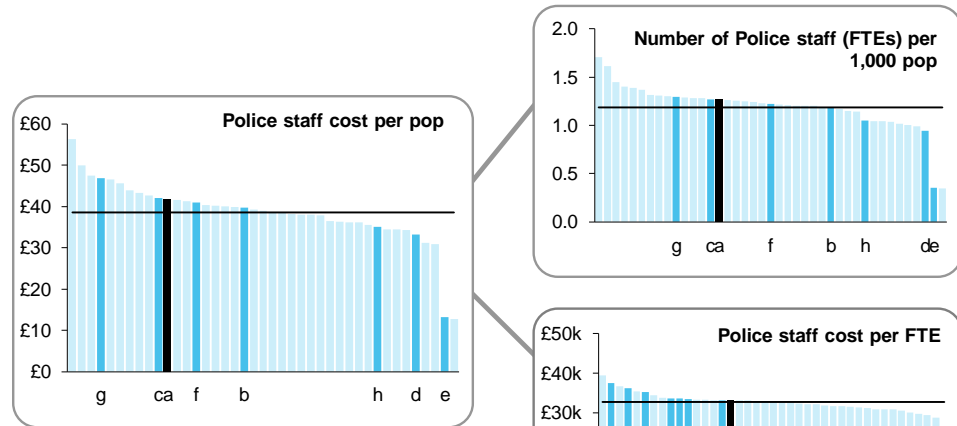 Police staff cost per pop
£60
£50
£40
£30
£20
£10
£0
g ca f b h d e
Number of Police staff (FTEs) per
1,000 pop
2.0
1.5
1.0
0.5
0.0
g ca f b h de
Police staff cost per FTE
£50k
£40k
£30k